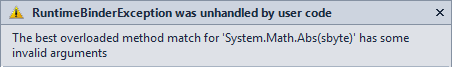 RuntimeBinderException was unhandled by user code
The best overloaded method match for 'System.Math.Abs(sbyte)' has some
invalid arguments